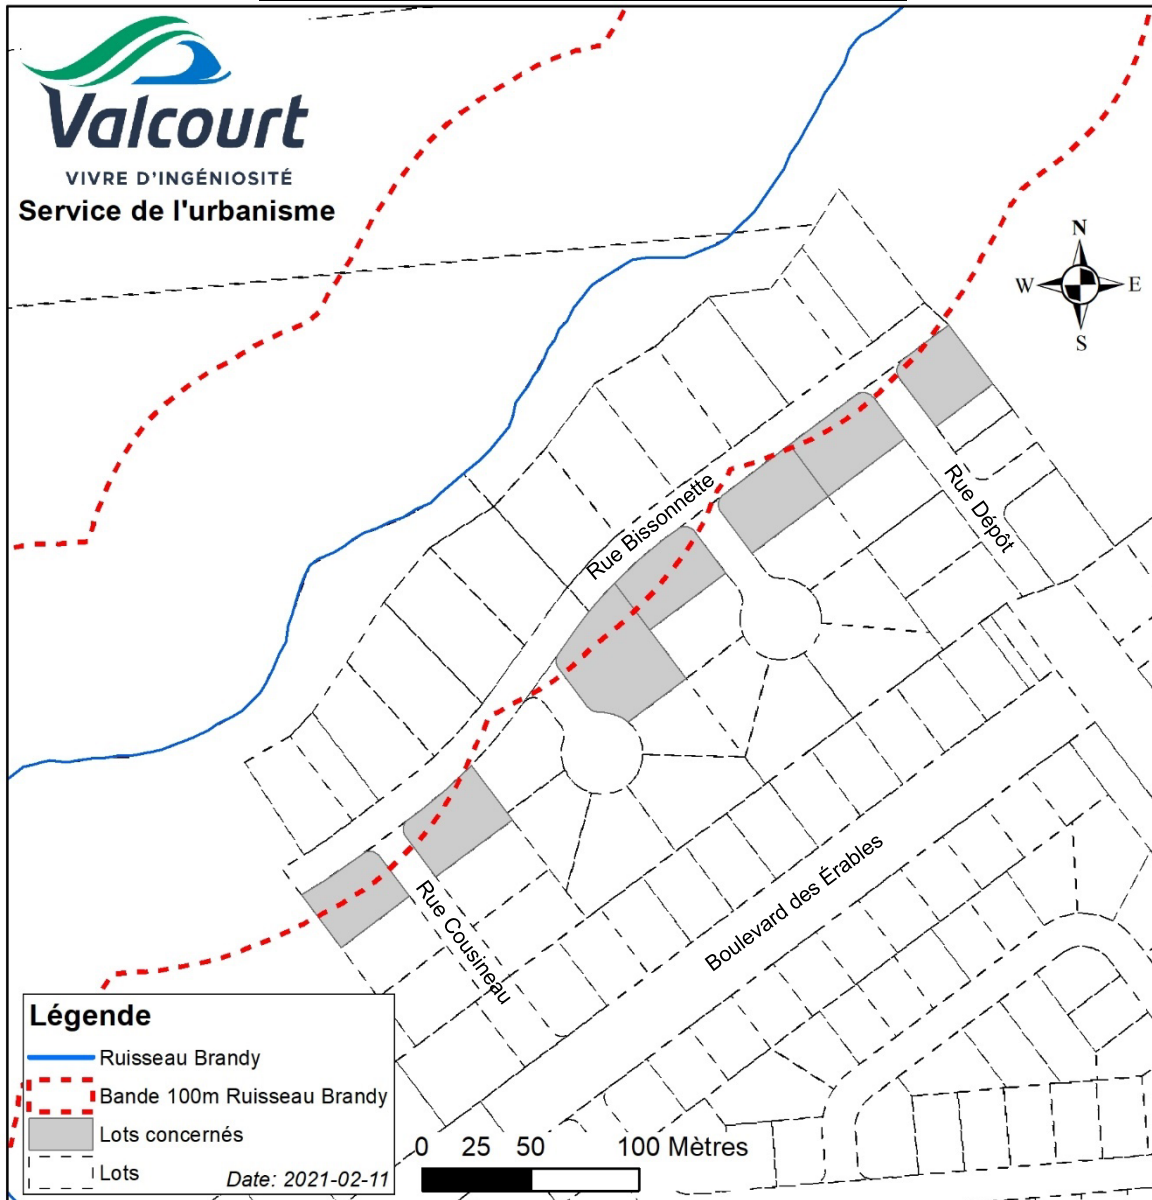 Valcourt
VIVRE D'INGÉNIOSITÉ
Service de l'urbanisme
N
W E
S
Rue Bissonnette
Rue Dépôt
Rue Cousineau
Boulevard des Érables
Légende
Ruisseau Brandy
Bande 100m Ruisseau Brandy
Lots concernés
Lots
Date: 2021-02-11
0 25 50 100 Mètres